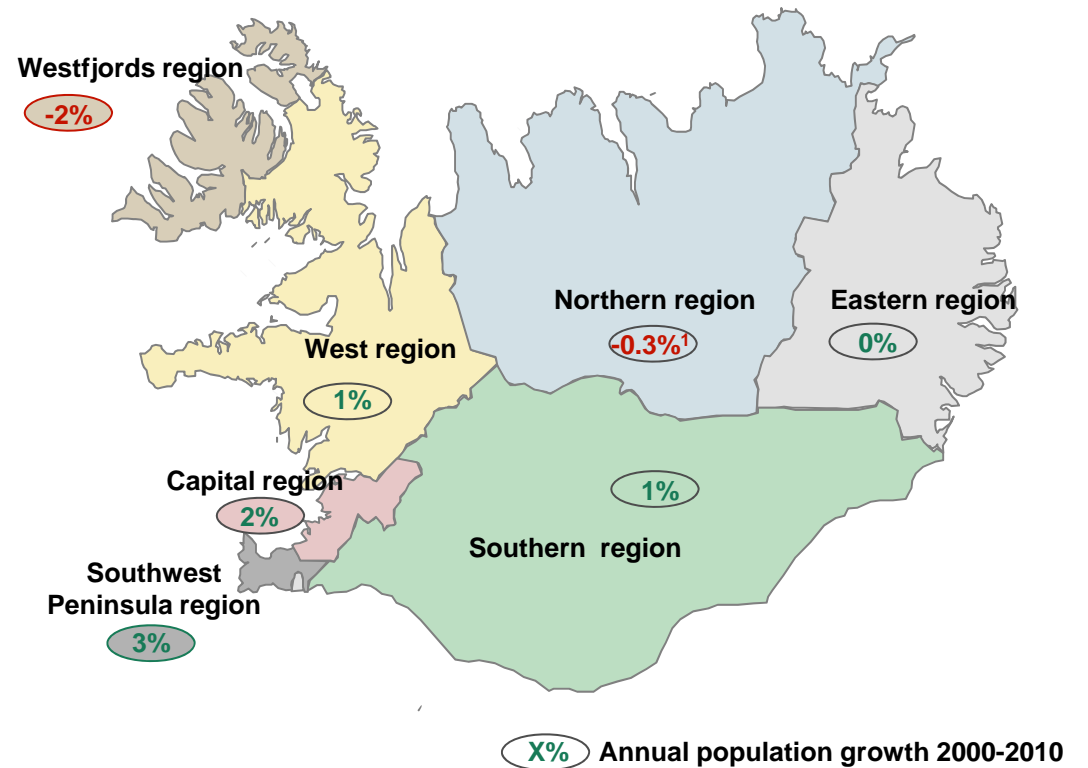 Westfjords region
-2%
Northern region
-0.3%¹
Eastern region
0%
West region
1%
Capital region
2%
1%
Southern region
Southwest
Peninsula region
3%
X% Annual population growth 2000-2010